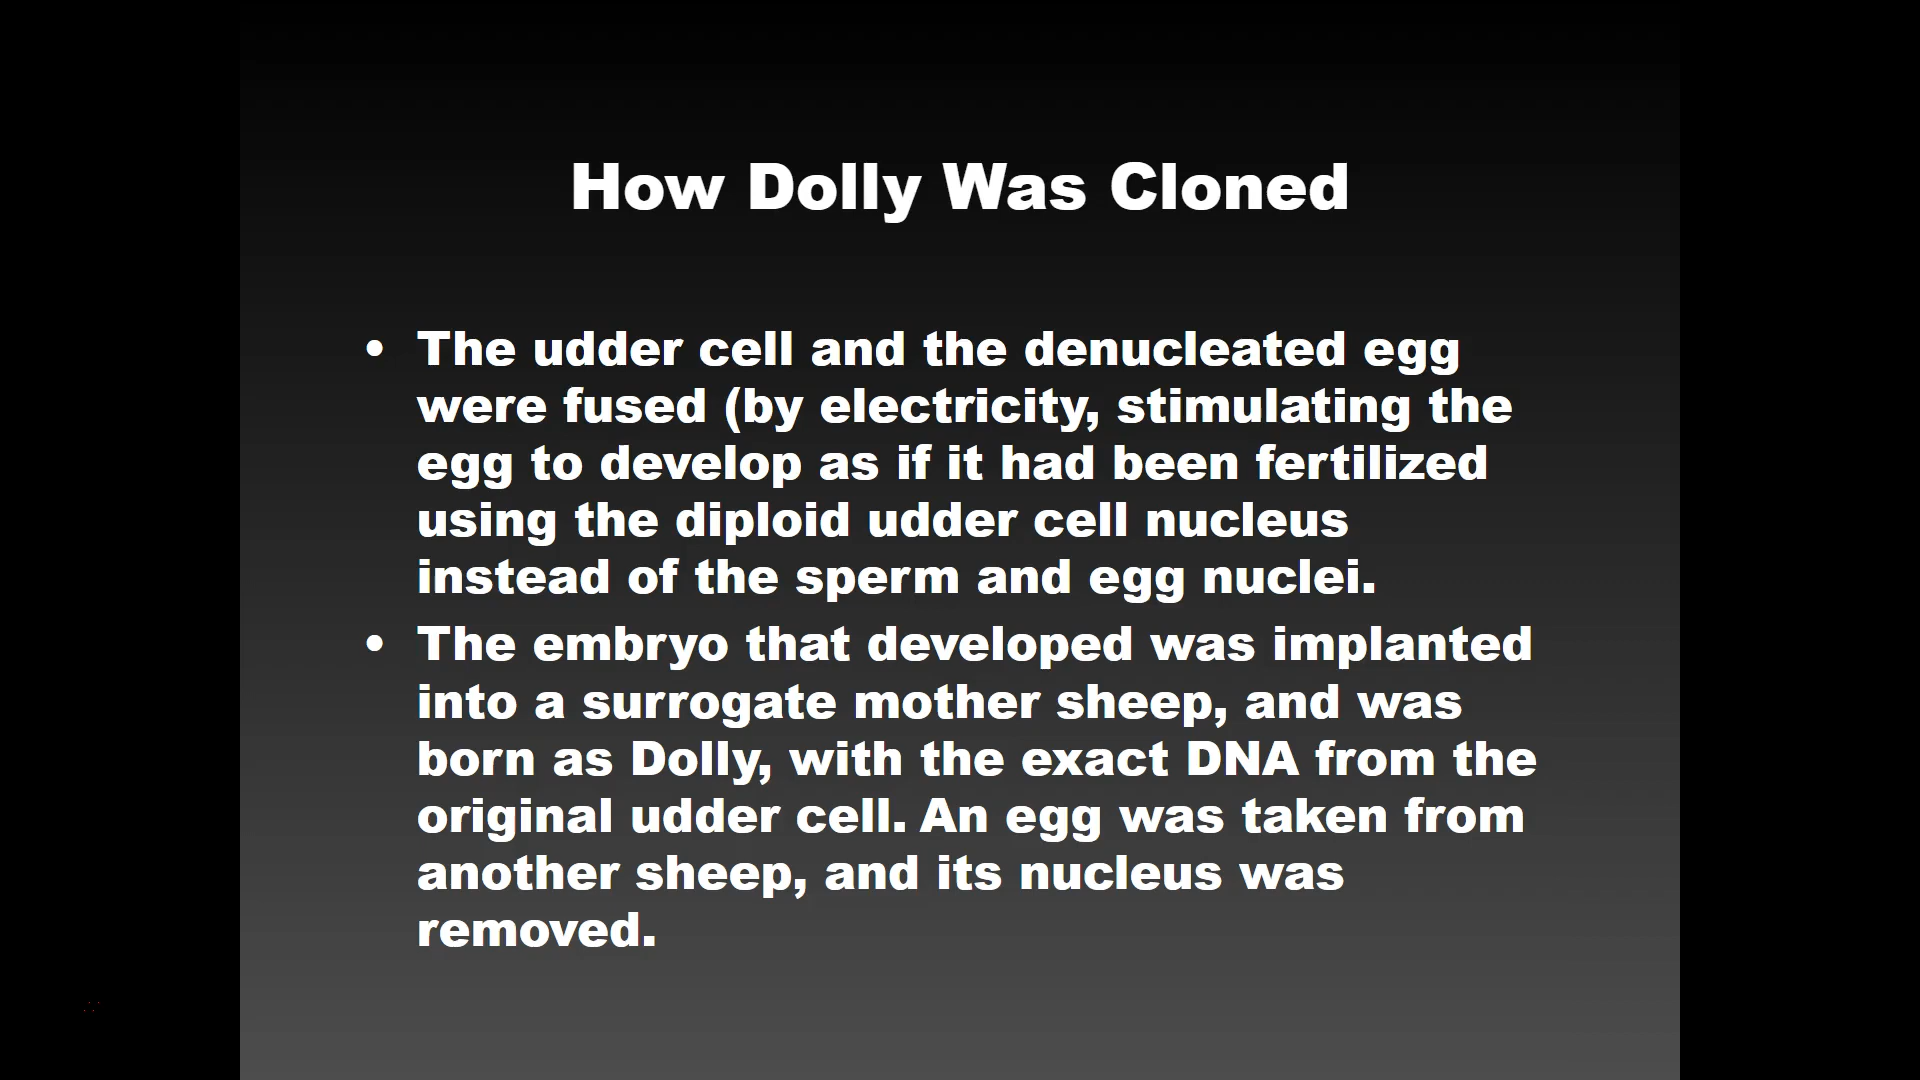 How Dolly Was Cloned
• The udder cell and the denucleated egg
were fused (by electricity, stimulating the
egg to develop as if it had been fertilized
using the diploid udder cell nucleus
instead of the sperm and egg nuclei.
• The embryo that developed was implanted
into a surrogate mother sheep, and was
born as Dolly, with the exact DNA from the
original udder cell. An egg was taken from
another sheep, and its nucleus was
removed.